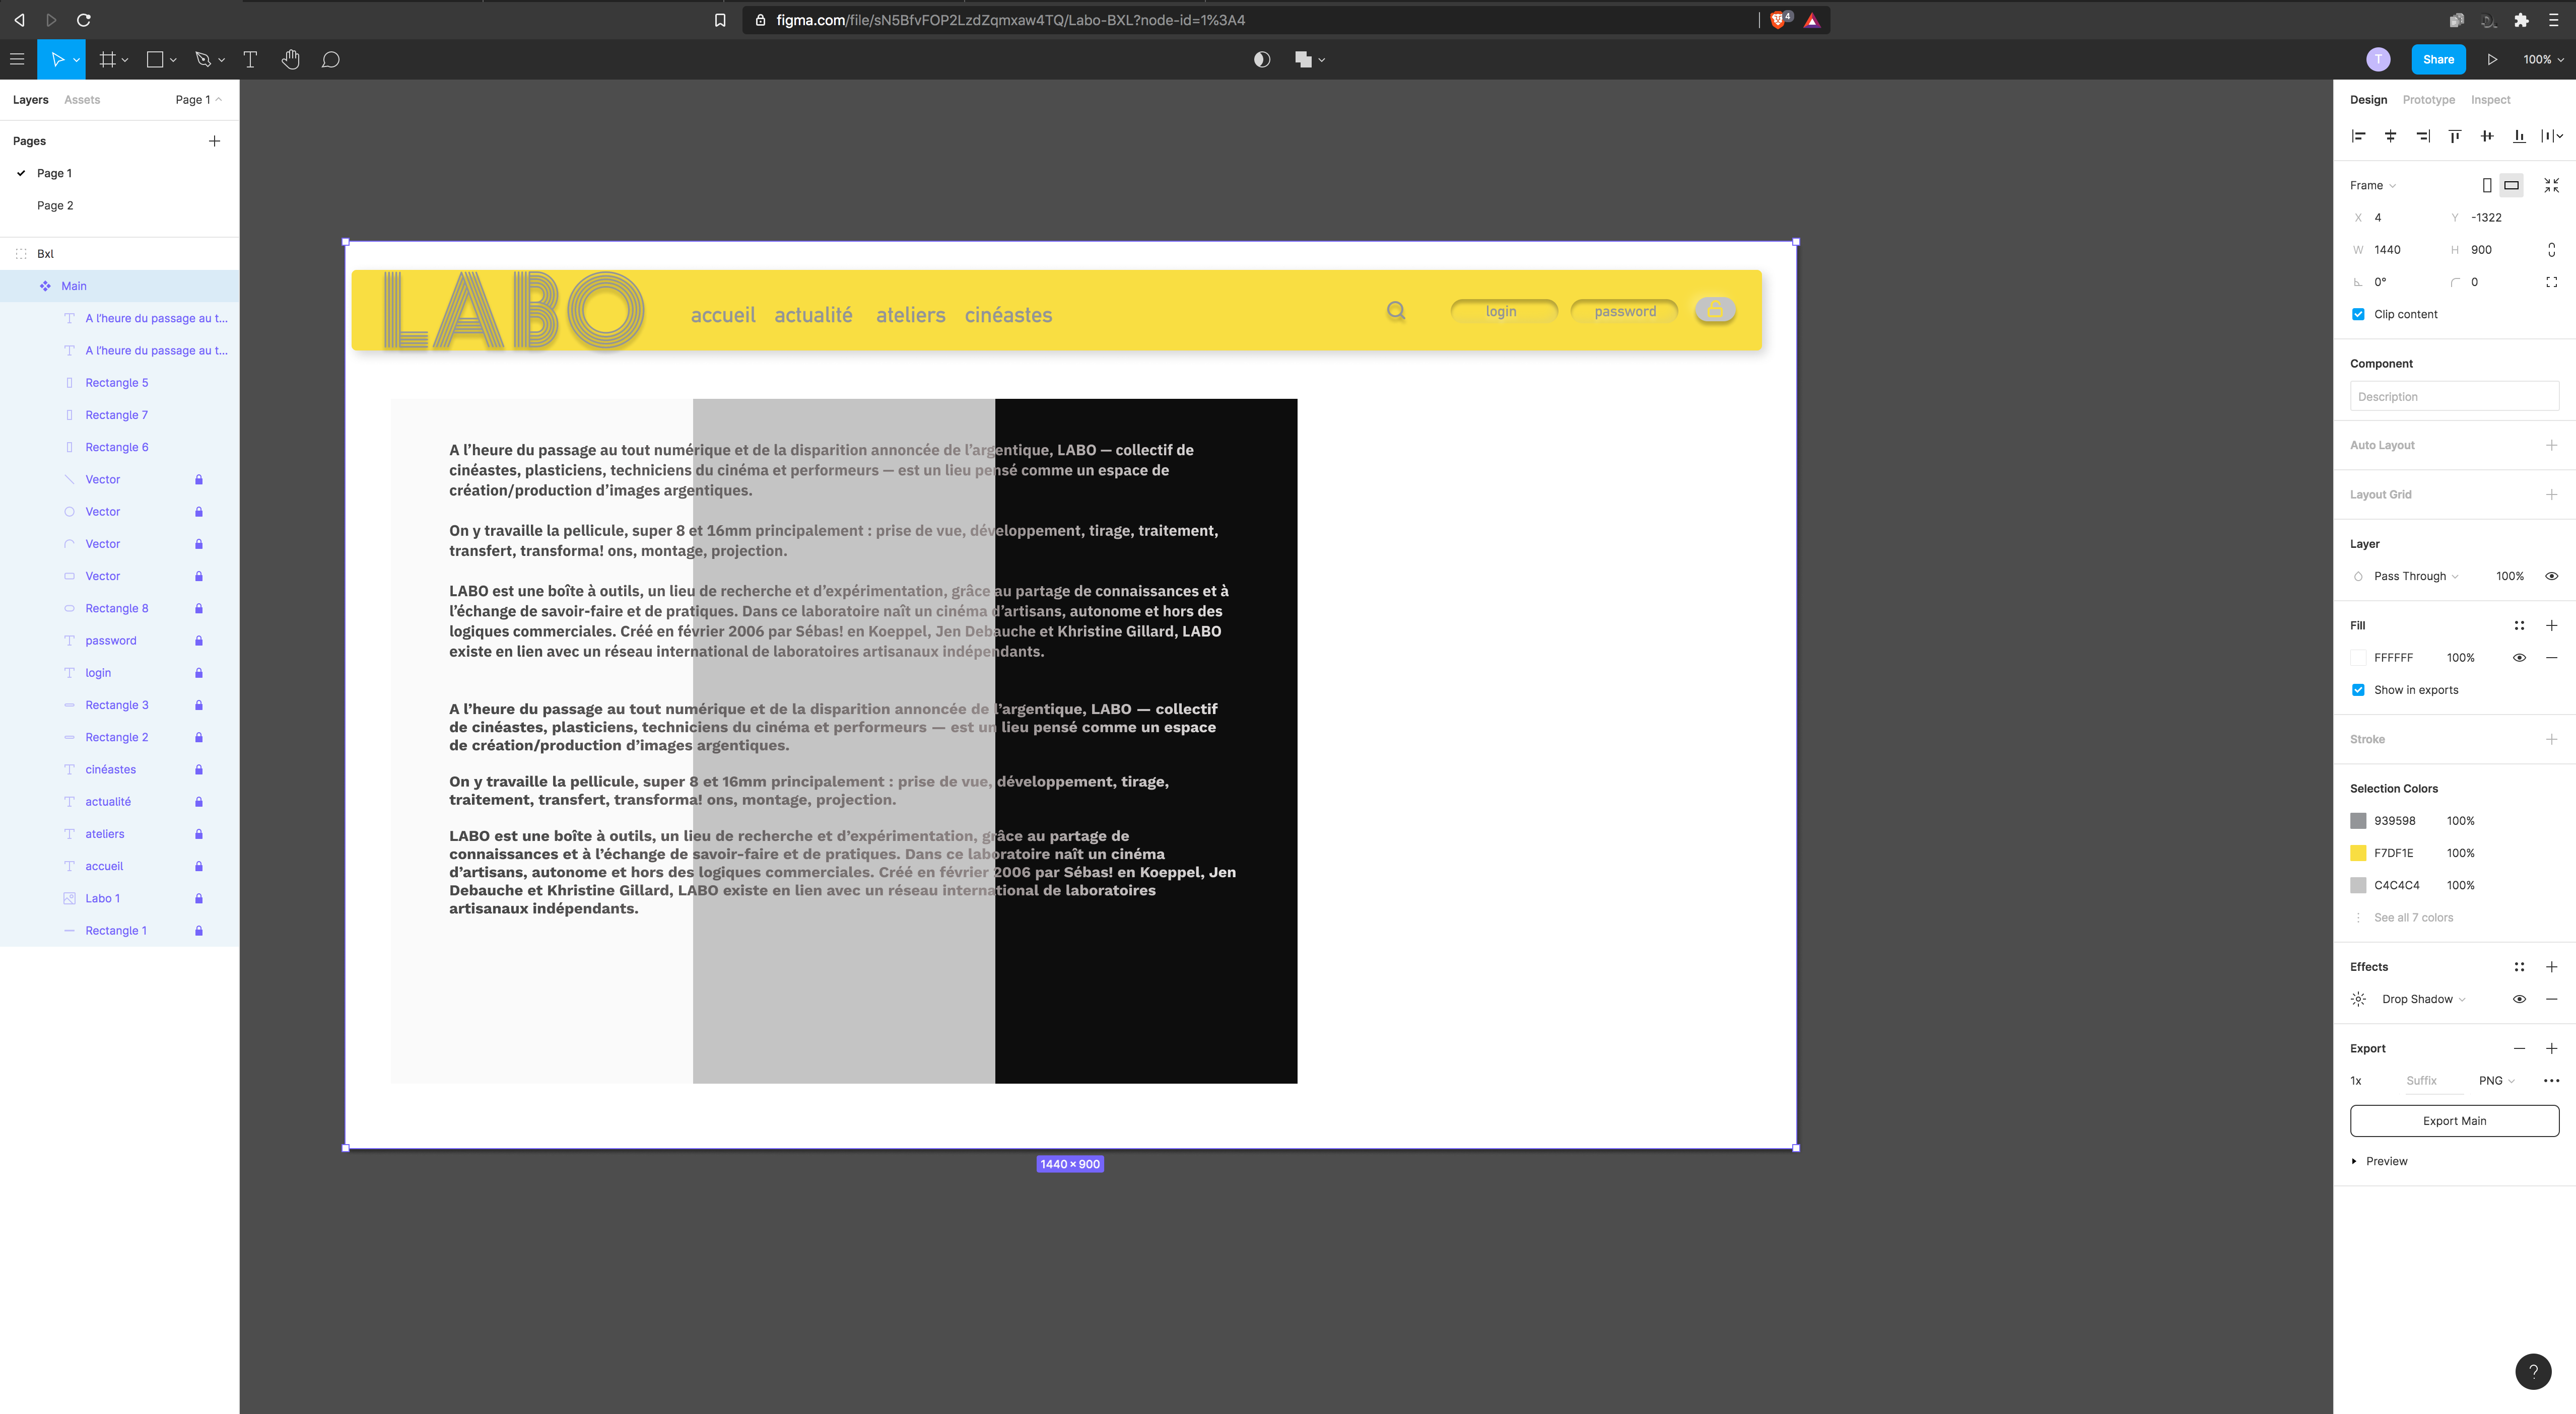 figma.com/file/sN5BfvFOP2LzdZqmxaw4TQ/Labo-BXL?node-id=1%3A4
4
T
Share
100%
Layers
Assets
Page 1
Pages
Page 1
Page 2
Bxl
Main
A l’heure du passage au t...
A l’heure du passage au t...
Rectangle 5
Rectangle 7
Rectangle 6
Vector
Vector
Vector
Vector
Rectangle 8
password
login
Rectangle 3
Rectangle 2
cinéastes
actualité
ateliers
accueil
Labo 1
Rectangle 1
LABO
accueil
actualité
ateliers
cinéastes
login
password
A l’heure du passage au tout numérique et de la disparition annoncée de l’argentique, LABO — collectif de
cinéastes, plasticiens, techniciens du cinéma et performeurs — est un lieu pensé comme un espace de
création/production d’images argentiques.
On y travaille la pellicule, super 8 et 16mm principalement : prise de vue, développement, tirage, traitement,
transfert, transforma! ons, montage, projection.
LABO est une boîte à outils, un lieu de recherche et d’expérimentation, grâce au partage de connaissances et à
l’échange de savoir-faire et de pratiques. Dans ce laboratoire naît un cinéma d’artisans, autonome et hors des
logiques commerciales. Créé en février 2006 par Sébas! en Koeppel, Jen Debauche et Khristine Gillard, LABO
existe en lien avec un réseau international de laboratoires artisanaux indépendants.
A l’heure du passage au tout numérique et de la disparition annoncée de l’argentique, LABO — collectif
de cinéastes, plasticiens, techniciens du cinéma et performeurs — est un lieu pensé comme un espace
de création/production d’images argentiques.
On y travaille la pellicule, super 8 et 16mm principalement : prise de vue, développement, tirage,
traitement, transfert, transforma! ons, montage, projection.
LABO est une boîte à outils, un lieu de recherche et d’expérimentation, grâce au partage de
connaissances et à l’échange de savoir-faire et de pratiques. Dans ce laboratoire naît un cinéma
d’artisans, autonome et hors des logiques commerciales. Créé en février 2006 par Sébas! en Koeppel, Jen
Debauche et Khristine Gillard, LABO existe en lien avec un réseau international de laboratoires
artisanaux indépendants.
1440 × 900
Design
Prototype
Inspect
Frame
X 4
Y -1322
W 1440
H 900
0°
0
Clip content
Component
Description
Auto Layout
Layout Grid
Layer
Pass Through
100%
Fill
FFFFFF
100%
Show in exports
Stroke
Selection Colors
939598
100%
F7DF1E
100%
C4C4C4
100%
See all 7 colors
Effects
Drop Shadow
Export
1x
Suffix
PNG
Export Main
Preview
?